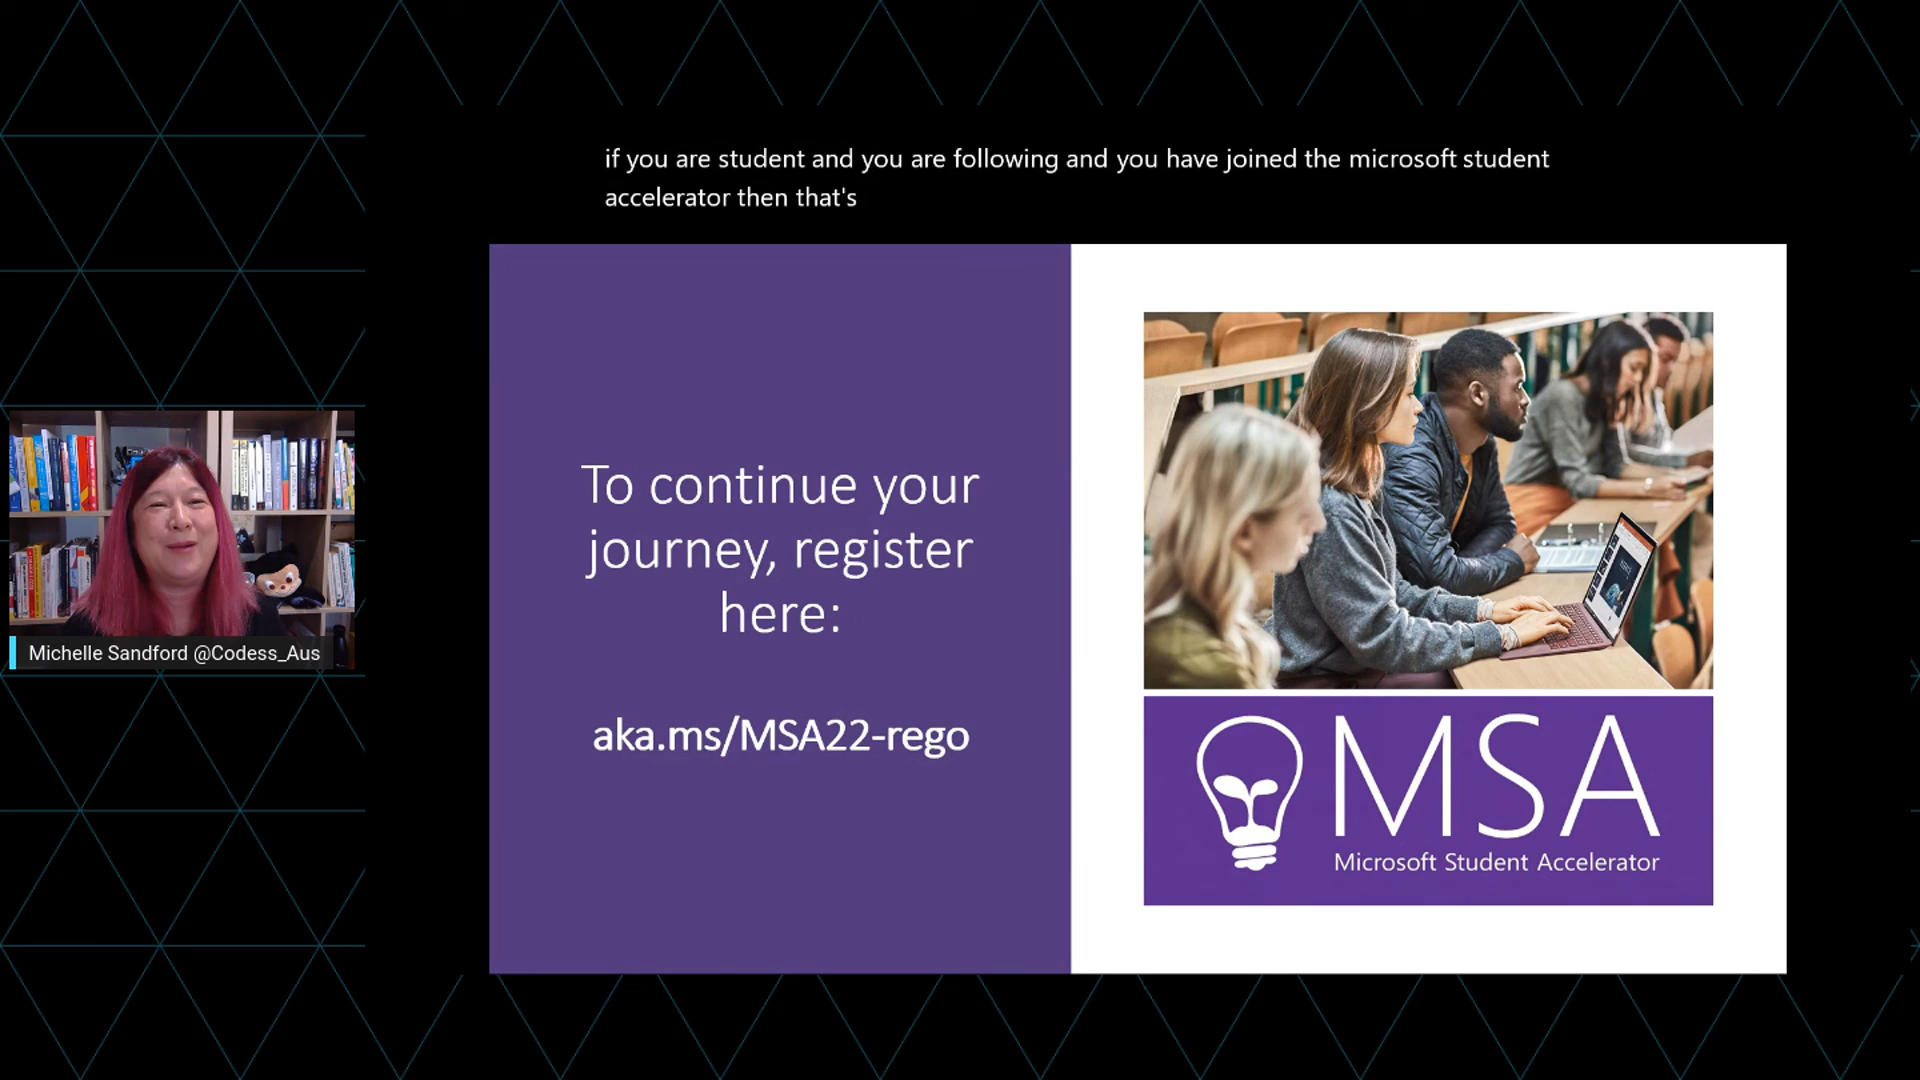 if you are student and you are following and you have joined the microsoft student
accelerator then that's
To continue your
journey, register
here:
aka.ms/MSA22-rego
MSA
Microsoft Student Accelerator
Michelle Sandford @Codess_Aus